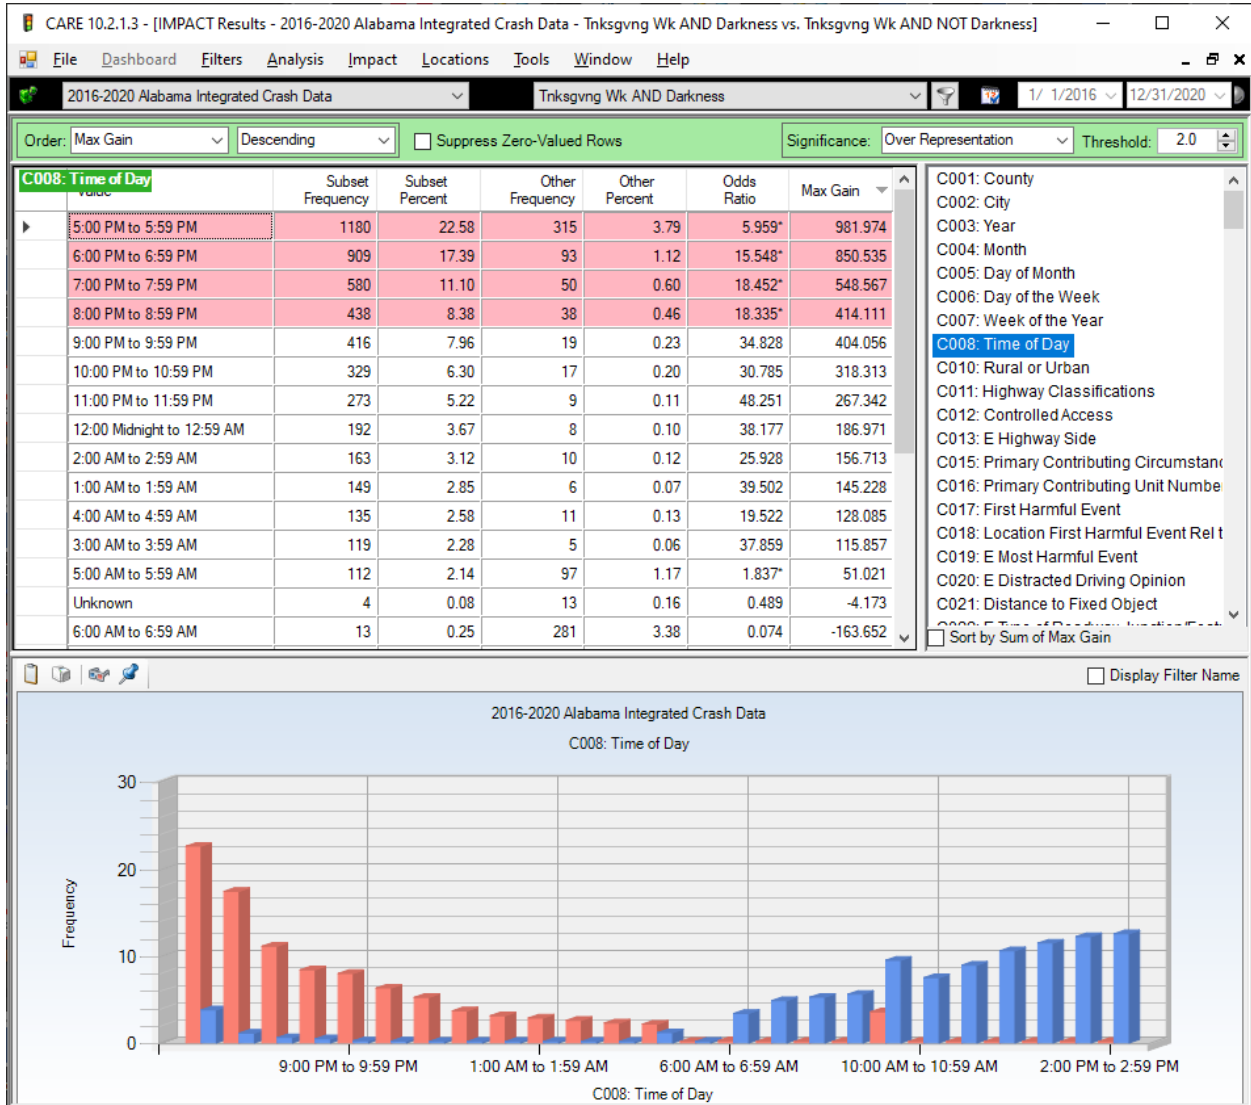 CARE 10.2.1.3 - [IMPACT Results - 2016-2020 Alabama Integrated Crash Data - Tnksgvng Wk AND Darkness vs. Tnksgvng Wk AND NOT Darkness]
File Dashboard Filters Analysis Impact Locations Tools Window Help
2016-2020 Alabama Integrated Crash Data Tnksgvng Wk AND Darkness 1/ 1/2016 12/31/2020
Order: Max Gain Descending Suppress Zero-Valued Rows Significance: Over Representation Threshold: 2.0
C008: Time of Day
Subset Frequency Subset Percent Other Frequency Other Percent Odds Ratio Max Gain
5:00 PM to 5:59 PM 1180 22.58 315 3.79 5.959* 981.974
6:00 PM to 6:59 PM 909 17.39 93 1.12 15.548* 850.535
7:00 PM to 7:59 PM 580 11.10 50 0.60 18.452* 548.567
8:00 PM to 8:59 PM 438 8.38 38 0.46 18.335* 414.111
9:00 PM to 9:59 PM 416 7.96 19 0.23 34.828 404.056
10:00 PM to 10:59 PM 329 6.30 17 0.20 30.785 318.313
11:00 PM to 11:59 PM 273 5.22 9 0.11 48.251 267.342
12:00 Midnight to 12:59 AM 192 3.67 8 0.10 38.177 186.971
2:00 AM to 2:59 AM 163 3.12 10 0.12 25.928 156.713
1:00 AM to 1:59 AM 149 2.85 6 0.07 39.502 145.228
4:00 AM to 4:59 AM 135 2.58 11 0.13 19.522 128.085
3:00 AM to 3:59 AM 119 2.28 5 0.06 37.859 115.857
5:00 AM to 5:59 AM 112 2.14 97 1.17 1.837* 51.021
Unknown 4 0.08 13 0.16 0.489 -4.173
6:00 AM to 6:59 AM 13 0.25 281 3.38 0.074 -163.652
C001: County
C002: City
C003: Year
C004: Month
C005: Day of Month
C006: Day of the Week
C007: Week of the Year
C008: Time of Day
C010: Rural or Urban
C011: Highway Classifications
C012: Controlled Access
C013: E Highway Side
C015: Primary Contributing Circumstanc
C016: Primary Contributing Unit Numbe
C017: First Harmful Event
C018: Location First Harmful Event Rel t
C019: E Most Harmful Event
C020: E Distracted Driving Opinion
C021: Distance to Fixed Object
Sort by Sum of Max Gain
Display Filter Name
2016-2020 Alabama Integrated Crash Data
C008: Time of Day
30
20
10
0
Frequency
9:00 PM to 9:59 PM 1:00 AM to 1:59 AM 6:00 AM to 6:59 AM 10:00 AM to 10:59 AM 2:00 PM to 2:59 PM
C008: Time of Day